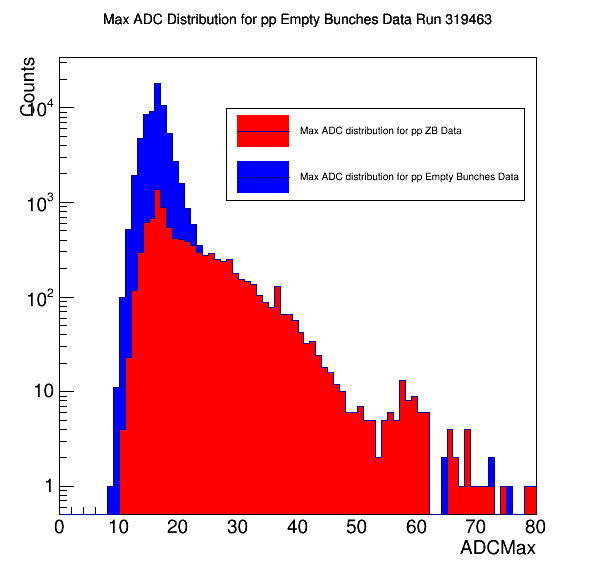 Max ADC Distribution for pp Empty Bunches Data Run 319463
Counts
10^4
10^3
10^2
10
1
Max ADC distribution for pp ZB Data
Max ADC distribution for pp Empty Bunches Data
0 10 20 30 40 50 60 70 80
ADCMax